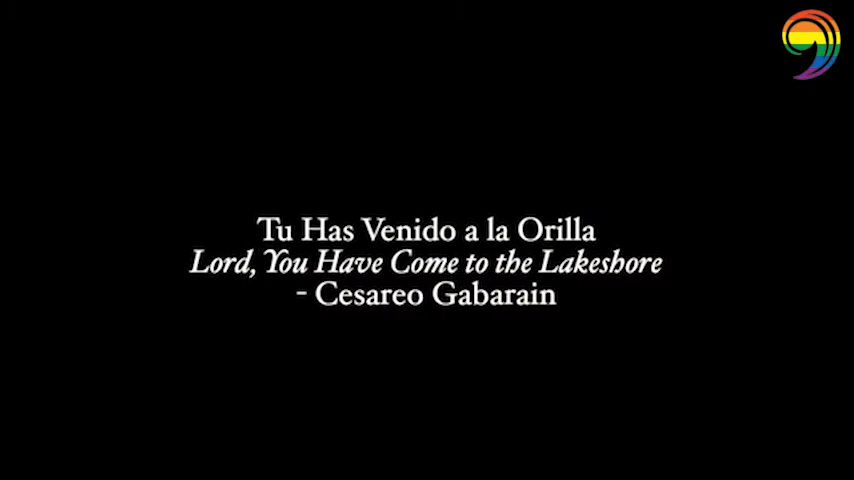 Tu Has Venido a la Orilla
Lord, You Have Come to the Lakeshore
- Cesareo Gabarain